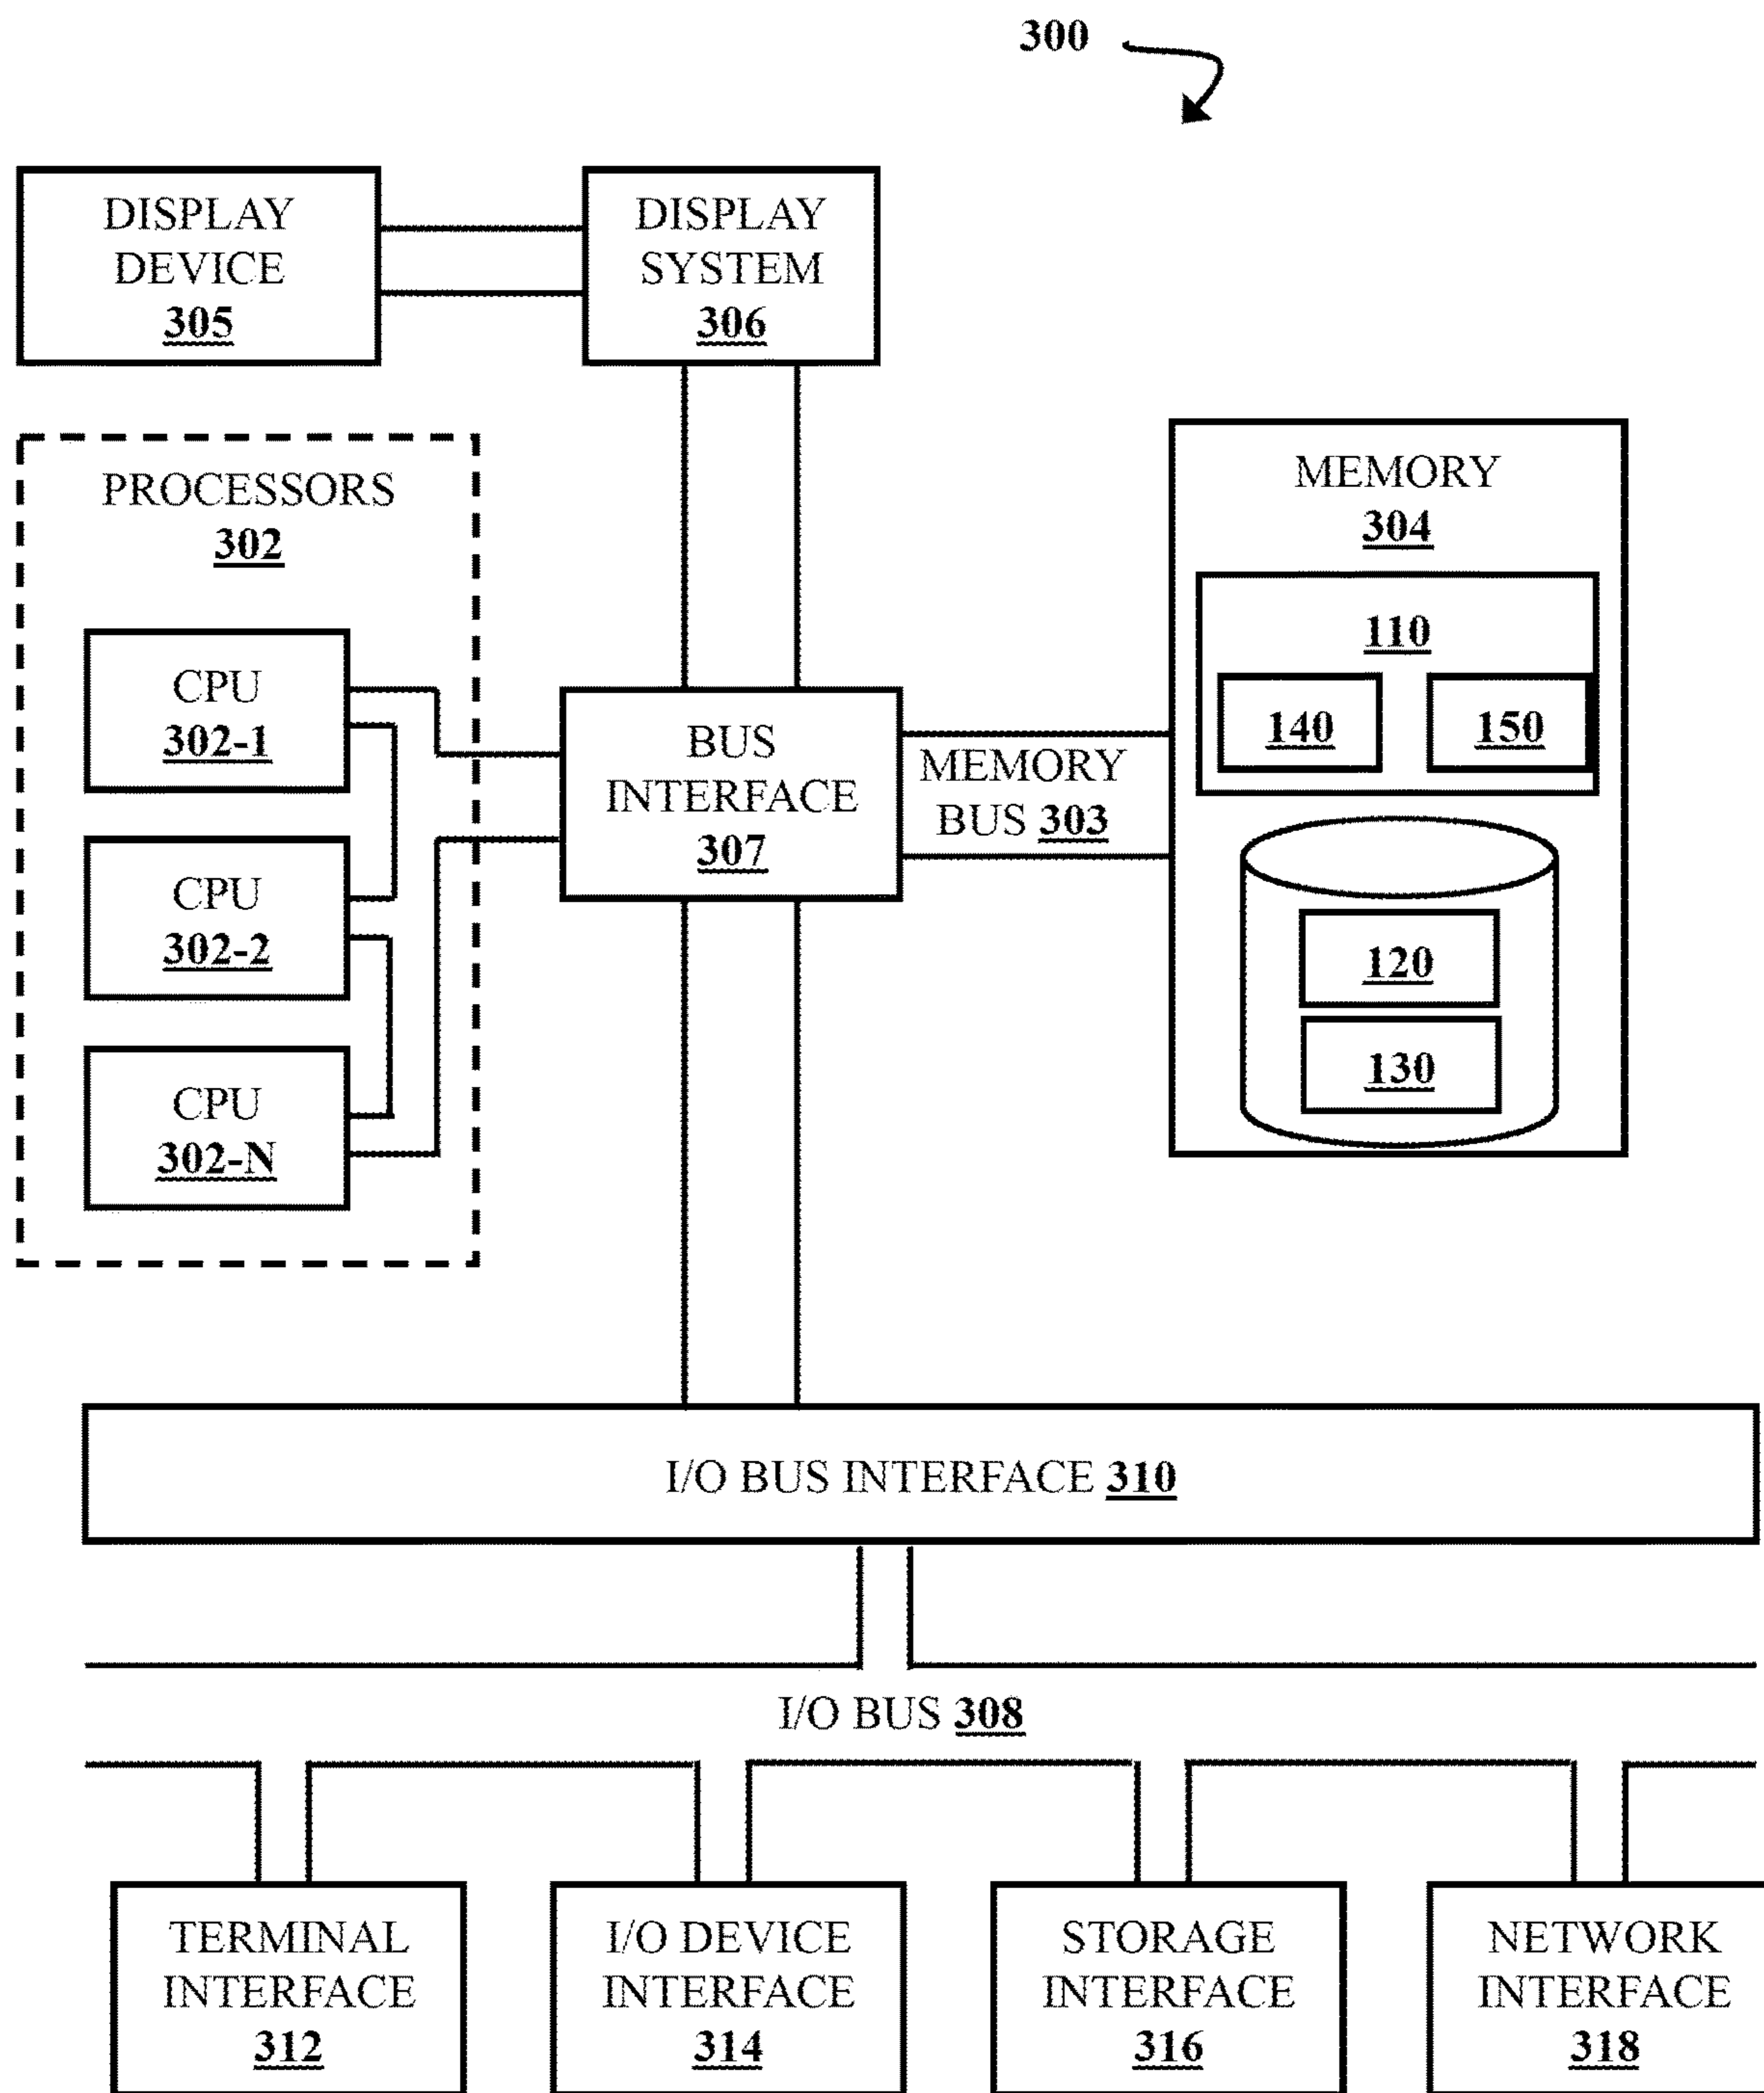 300
DISPLAY
DEVICE
305
DISPLAY
SYSTEM
306
PROCESSORS
302
CPU
302-1
CPU
302-2
CPU
302-N
BUS
INTERFACE
307
MEMORY
BUS 303
MEMORY
304
110
140
150
120
130
I/O BUS INTERFACE 310
I/O BUS 308
TERMINAL
INTERFACE
312
I/O DEVICE
INTERFACE
314
STORAGE
INTERFACE
316
NETWORK
INTERFACE
318